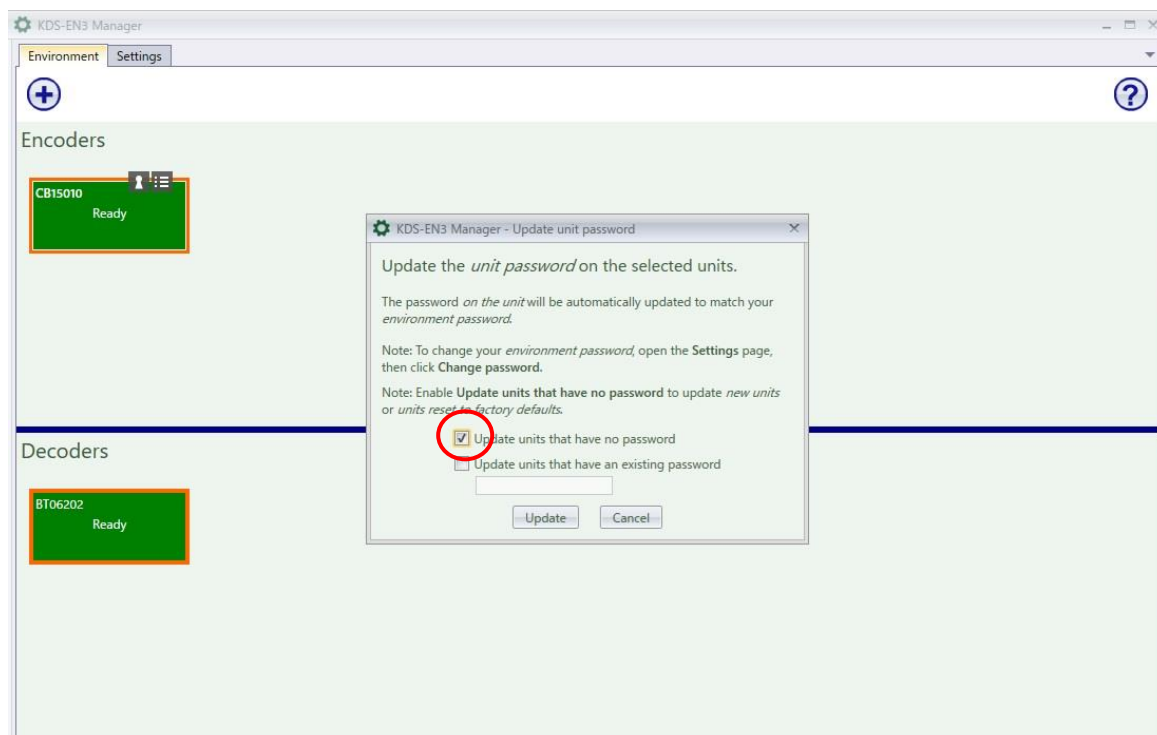 KDS-EN3 Manager
Environment Settings
Encoders
CB15010
Ready
KDS-EN3 Manager - Update unit password
Update the unit password on the selected units.
The password on the unit will be automatically updated to match your
environment password.
Note: To change your environment password, open the Settings page,
then click Change password.
Note: Enable Update units that have no password to update new units
or units reset to factory defaults.
Update units that have no password
Update units that have an existing password
Update Cancel
Decoders
BT06202
Ready